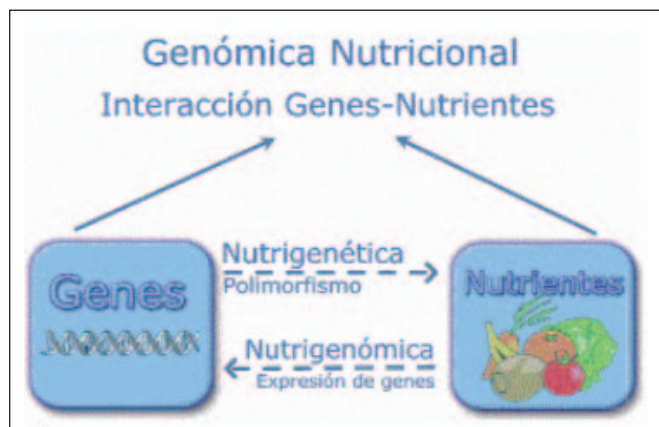 Genómica Nutricional
Interacción Genes-Nutrientes
Nutrigenética
Polimorfismo
Genes
Nutrientes
Nutrigenómica
Expresión de genes